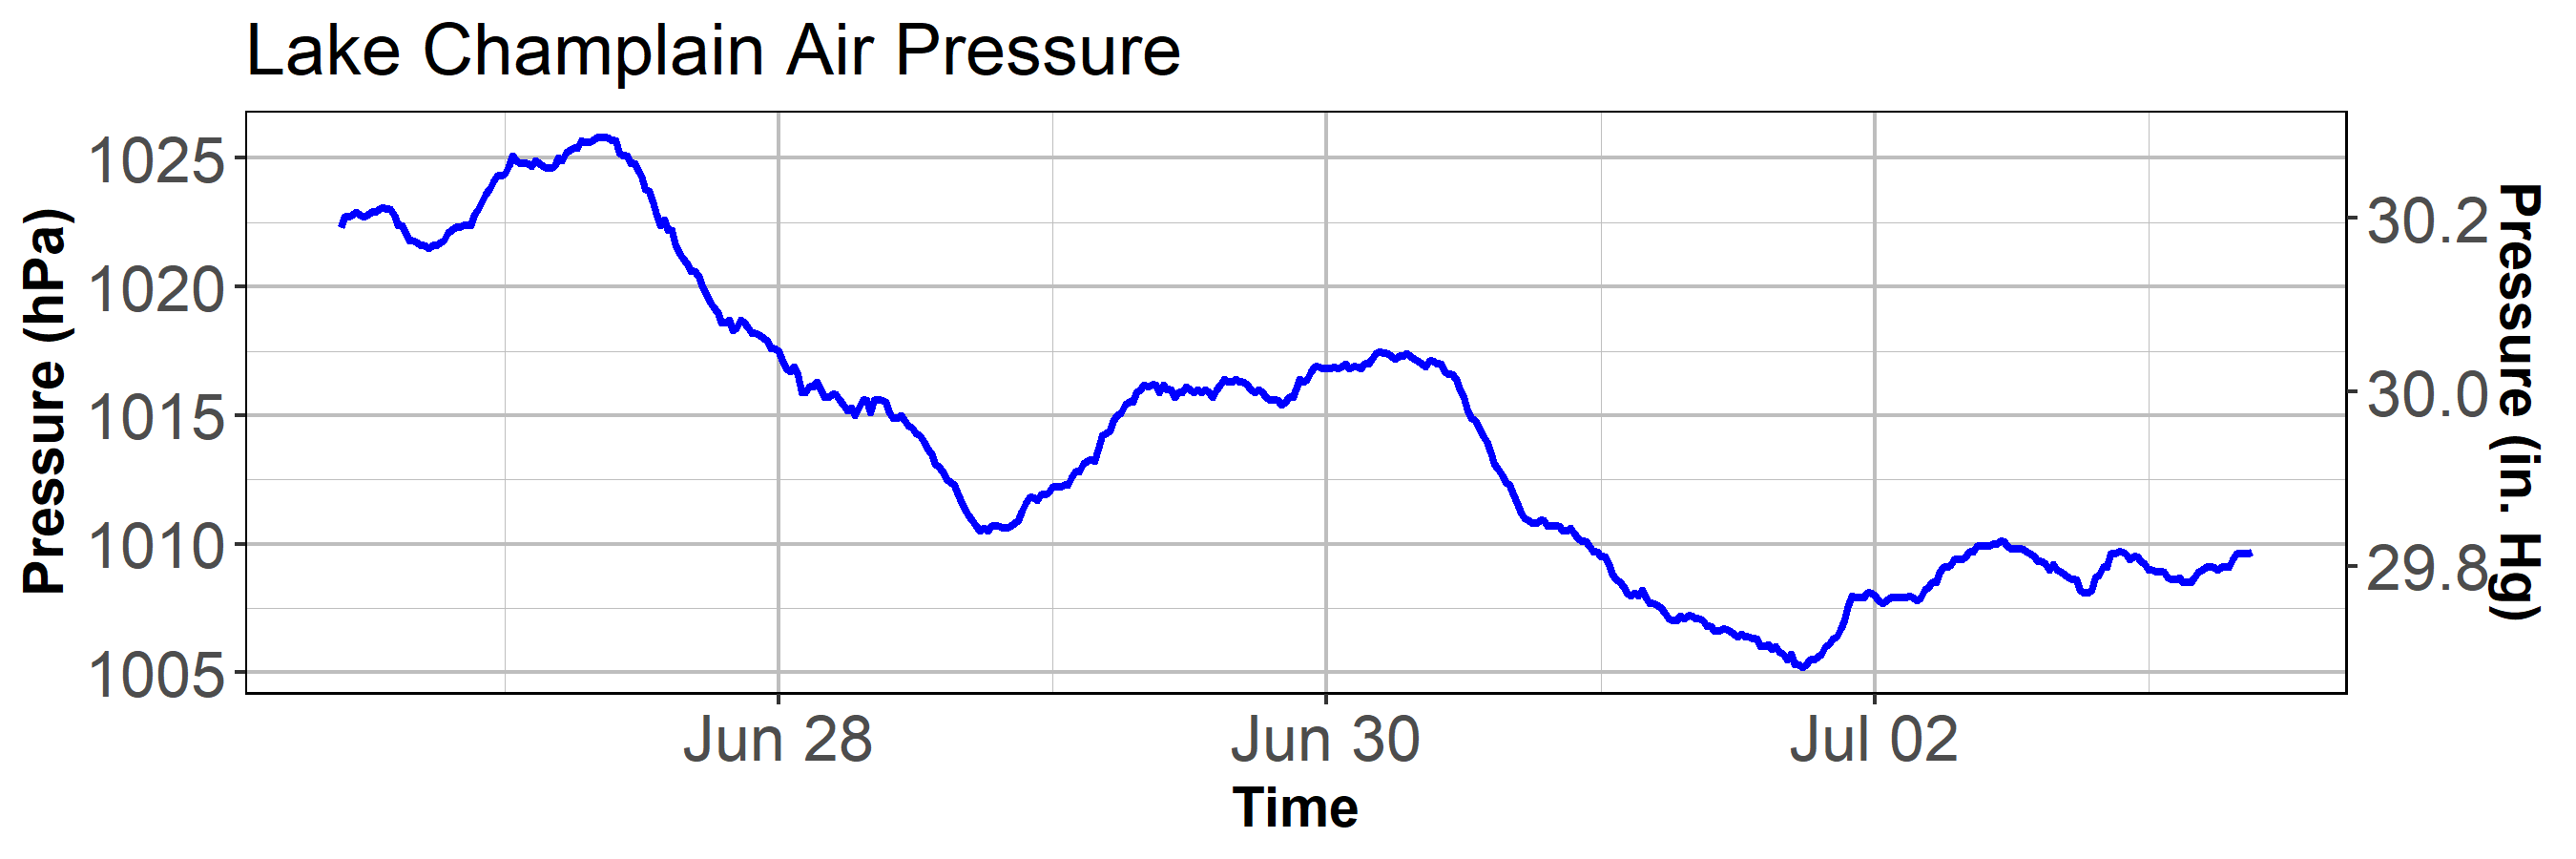 Lake Champlain Air Pressure
Pressure (hPa)
1025
1020
1015
1010
1005
30.2
30.0
29.8
Pressure (in. Hg)
Jun 28
Jun 30
Jul 02
Time